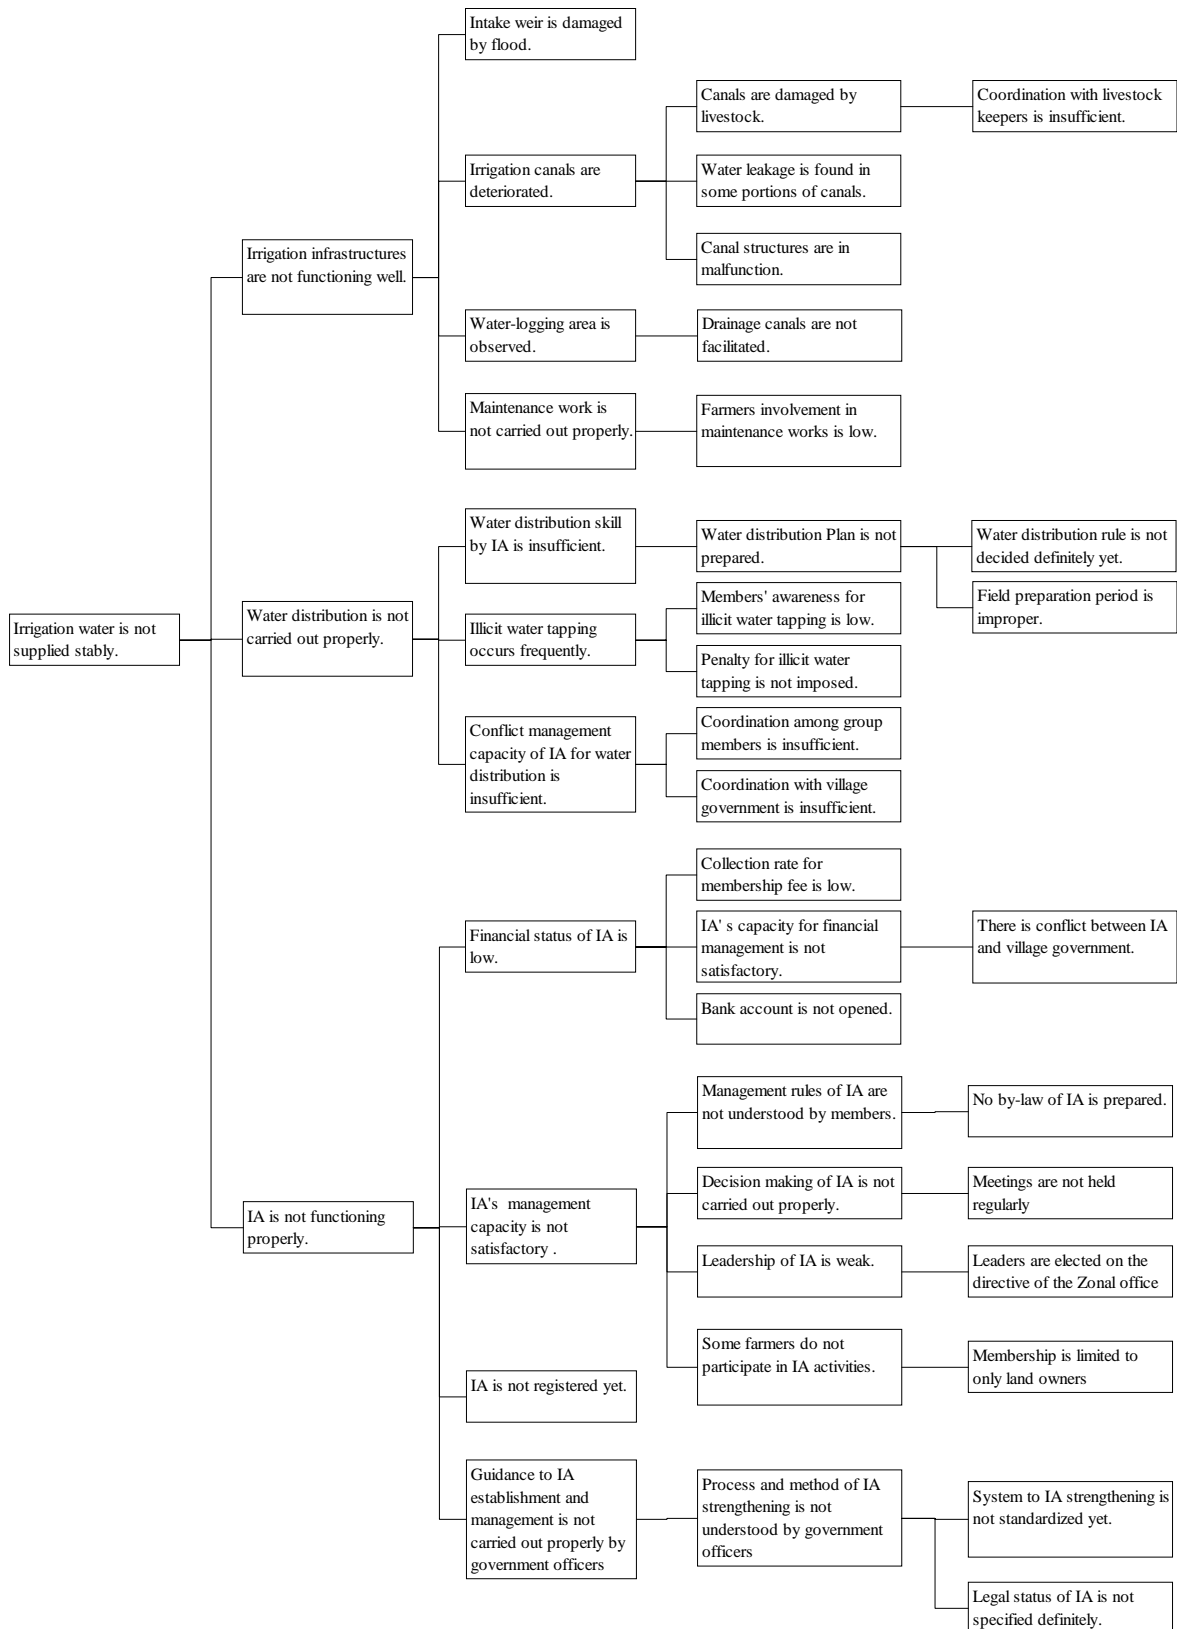 Intake weir is damaged
by flood.
Canals are damaged by
livestock.
Coordination with livestock
keepers is insufficient.
Irrigation canals are
deteriorated.
Water leakage is found in
some portions of canals.
Canal structures are in
malfunction.
Irrigation infrastructures
are not functioning well.
Water-logging area is
observed.
Drainage canals are not
facilitated.
Maintenance work is
not carried out properly.
Farmers involvement in
maintenance works is low.
Water distribution skill
by IA is insufficient.
Water distribution Plan is not
prepared.
Water distribution rule is not
decided definitely yet.
Field preparation period is
improper.
Irrigation water is not
supplied stably.
Water distribution is not
carried out properly.
Illicit water tapping
occurs frequently.
Members' awareness for
illicit water tapping is low.
Penalty for illicit water
tapping is not imposed.
Conflict management
capacity of IA for water
distribution is
insufficient.
Coordination among group
members is insufficient.
Coordination with village
government is insufficient.
Collection rate for
membership fee is low.
Financial status of IA is
low.
IA' s capacity for financial
management is not
satisfactory.
There is conflict between IA
and village government.
Bank account is not opened.
Management rules of IA are
not understood by members.
No by-law of IA is prepared.
IA is not functioning
properly.
IA's  management
capacity is not
satisfactory .
Decision making of IA is not
carried out properly.
Meetings are not held
regularly
Leadership of IA is weak.
Leaders are elected on the
directive of the Zonal office
Some farmers do not
participate in IA activities.
Membership is limited to
only land owners
IA is not registered yet.
Guidance to IA
establishment and
management is not
carried out properly by
government officers
Process and method of IA
strengthening is not
understood by government
officers
System to IA strengthening is
not standardized yet.
Legal status of IA is not
specified definitely.